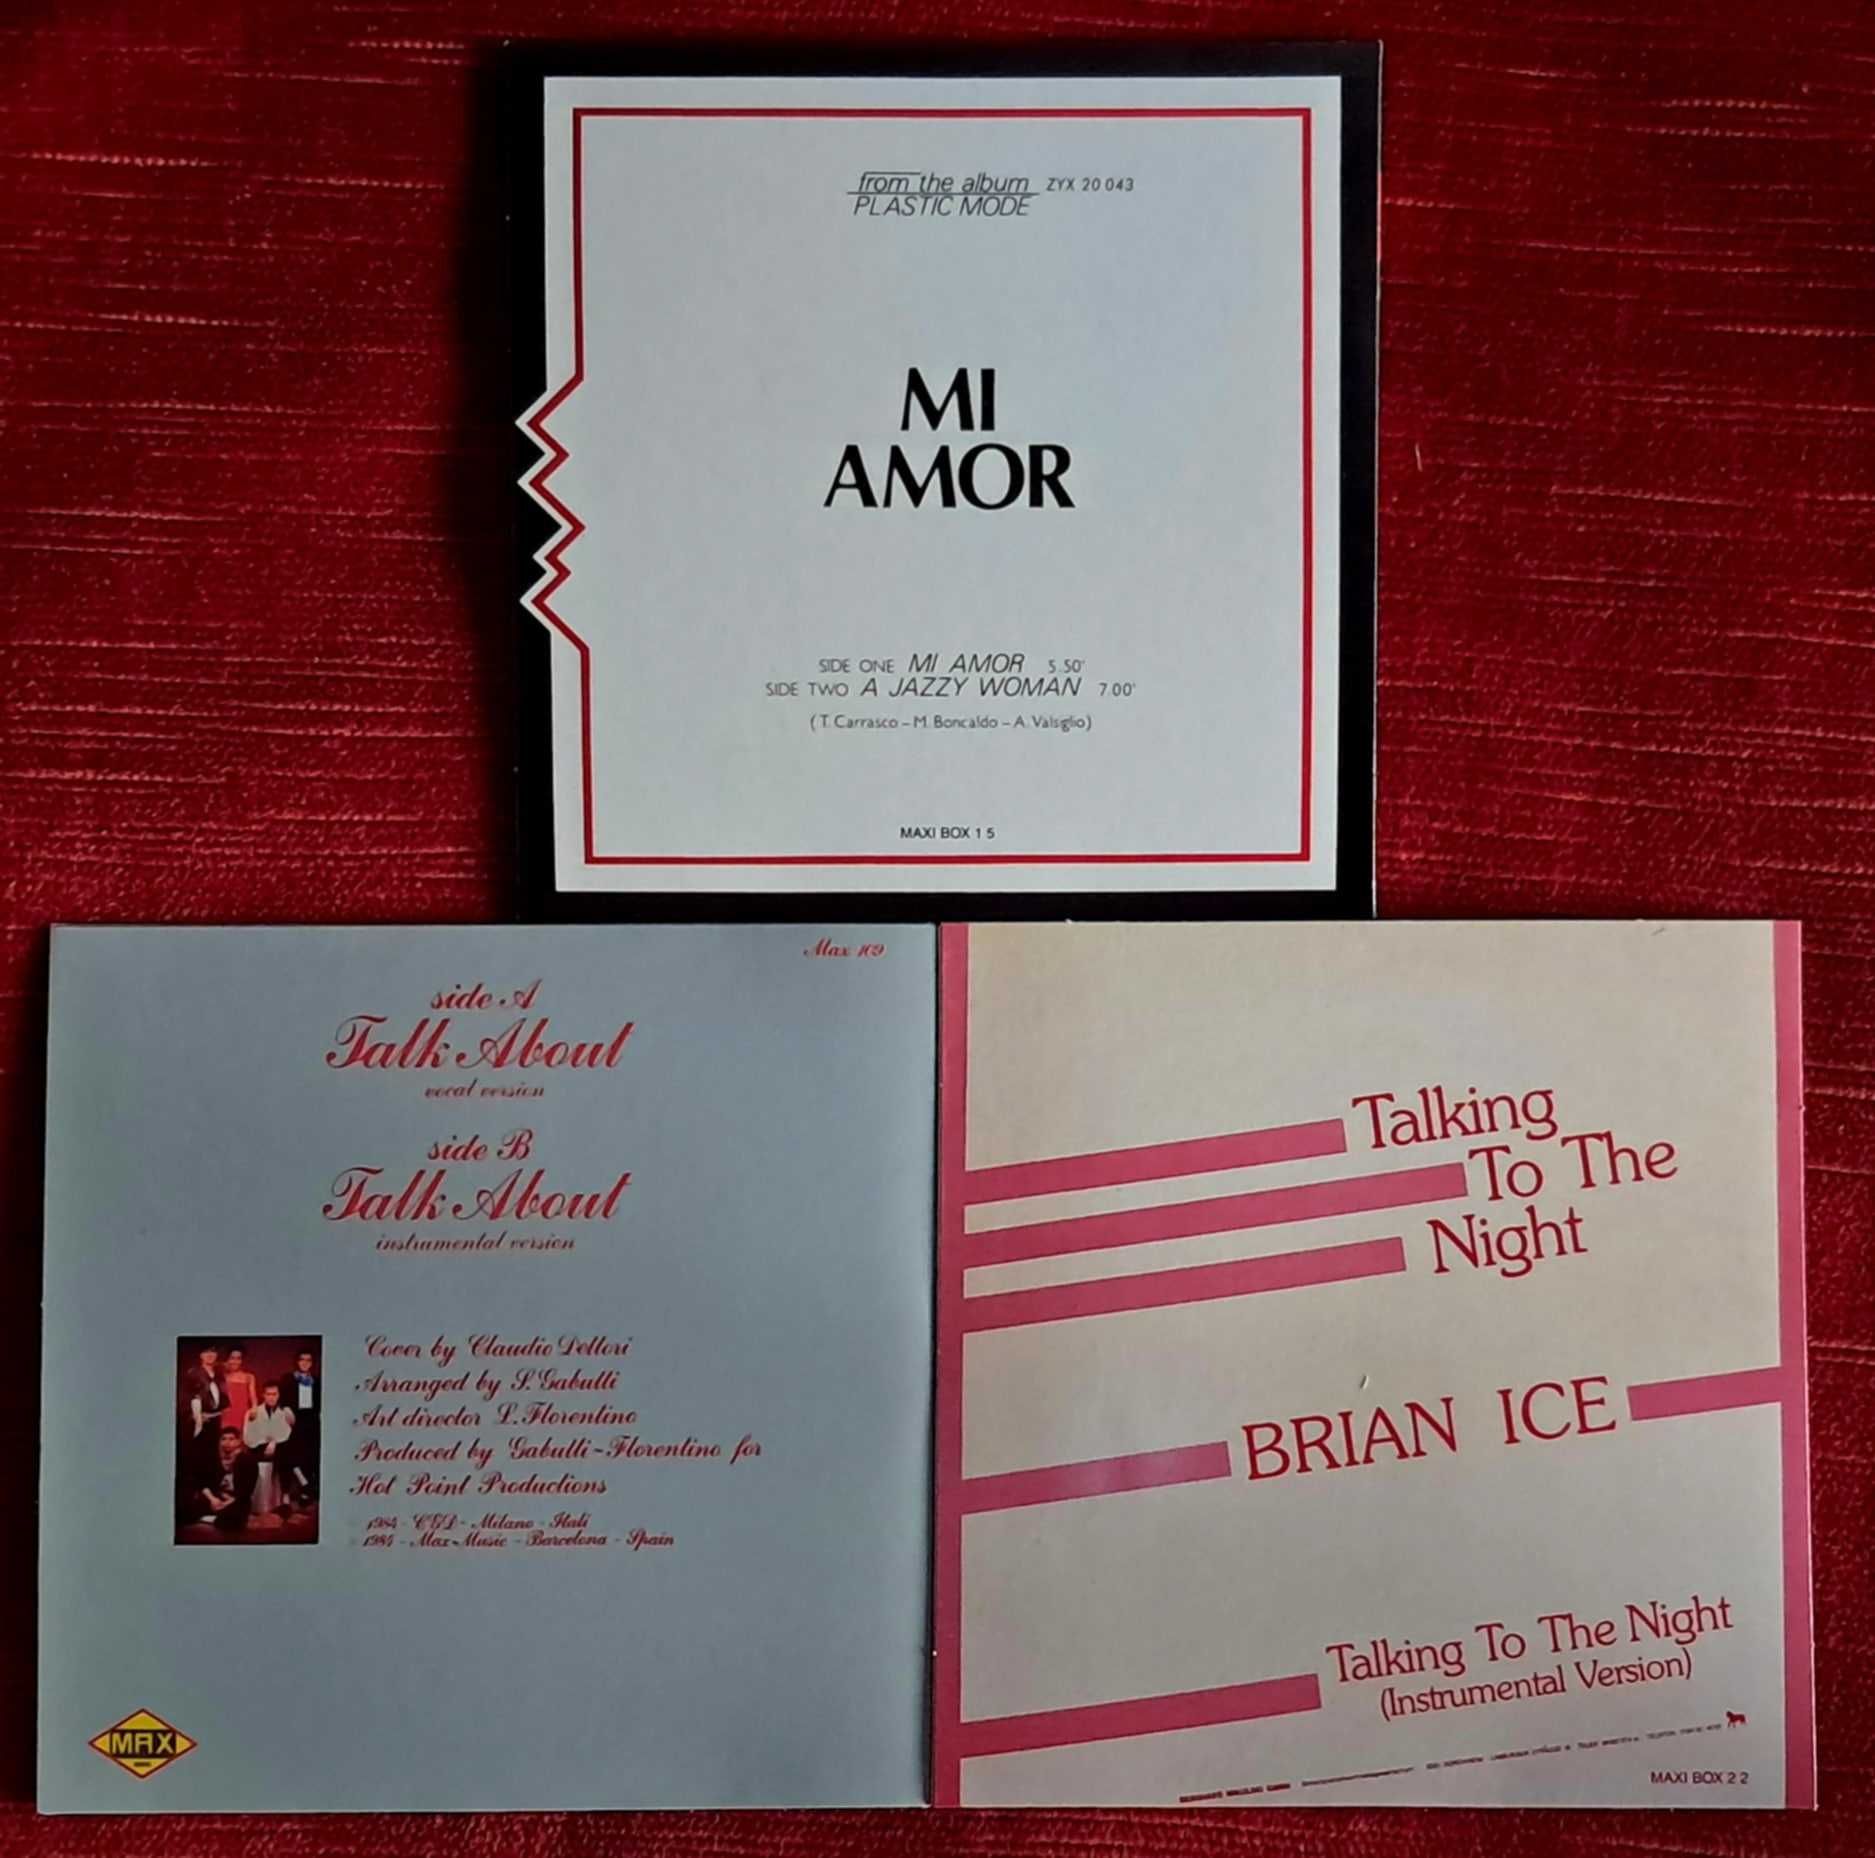 from the album ZYX 20 043
PLASTIC MODE
MI
AMOR
SIDE ONE MI AMOR 5.50'
SIDE TWO A JAZZY WOMAN 7.00'
(T. Carrasco – M. Boncaldo – A. Valsiglio)
MAXI BOX 1 5
Max 109
side A
Talk About
vocal version
side B
Talk About
instrumental version
Cover by Claudio Dettori
Arranged by S. Gabutti
Art director L. Florentino
Produced by Gabutti-Florentino for
Hot Point Productions
1984 - CGD - Milano - Itali
1984 - Max-Music - Barcelona - Spain
MAX
Talking
To The
Night
BRIAN ICE
Talking To The Night
(Instrumental Version)
MAXI BOX 2 2